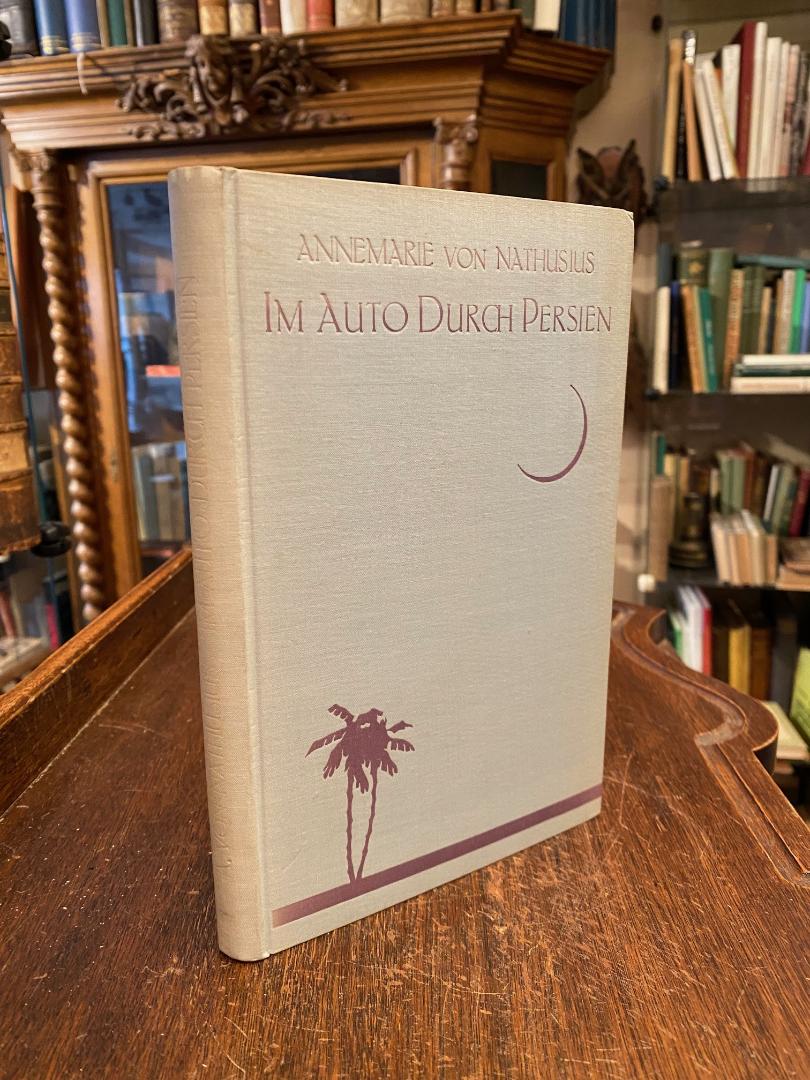 ANNEMARIE VON NATHUSIUS
IM AUTO DURCH PERSIEN